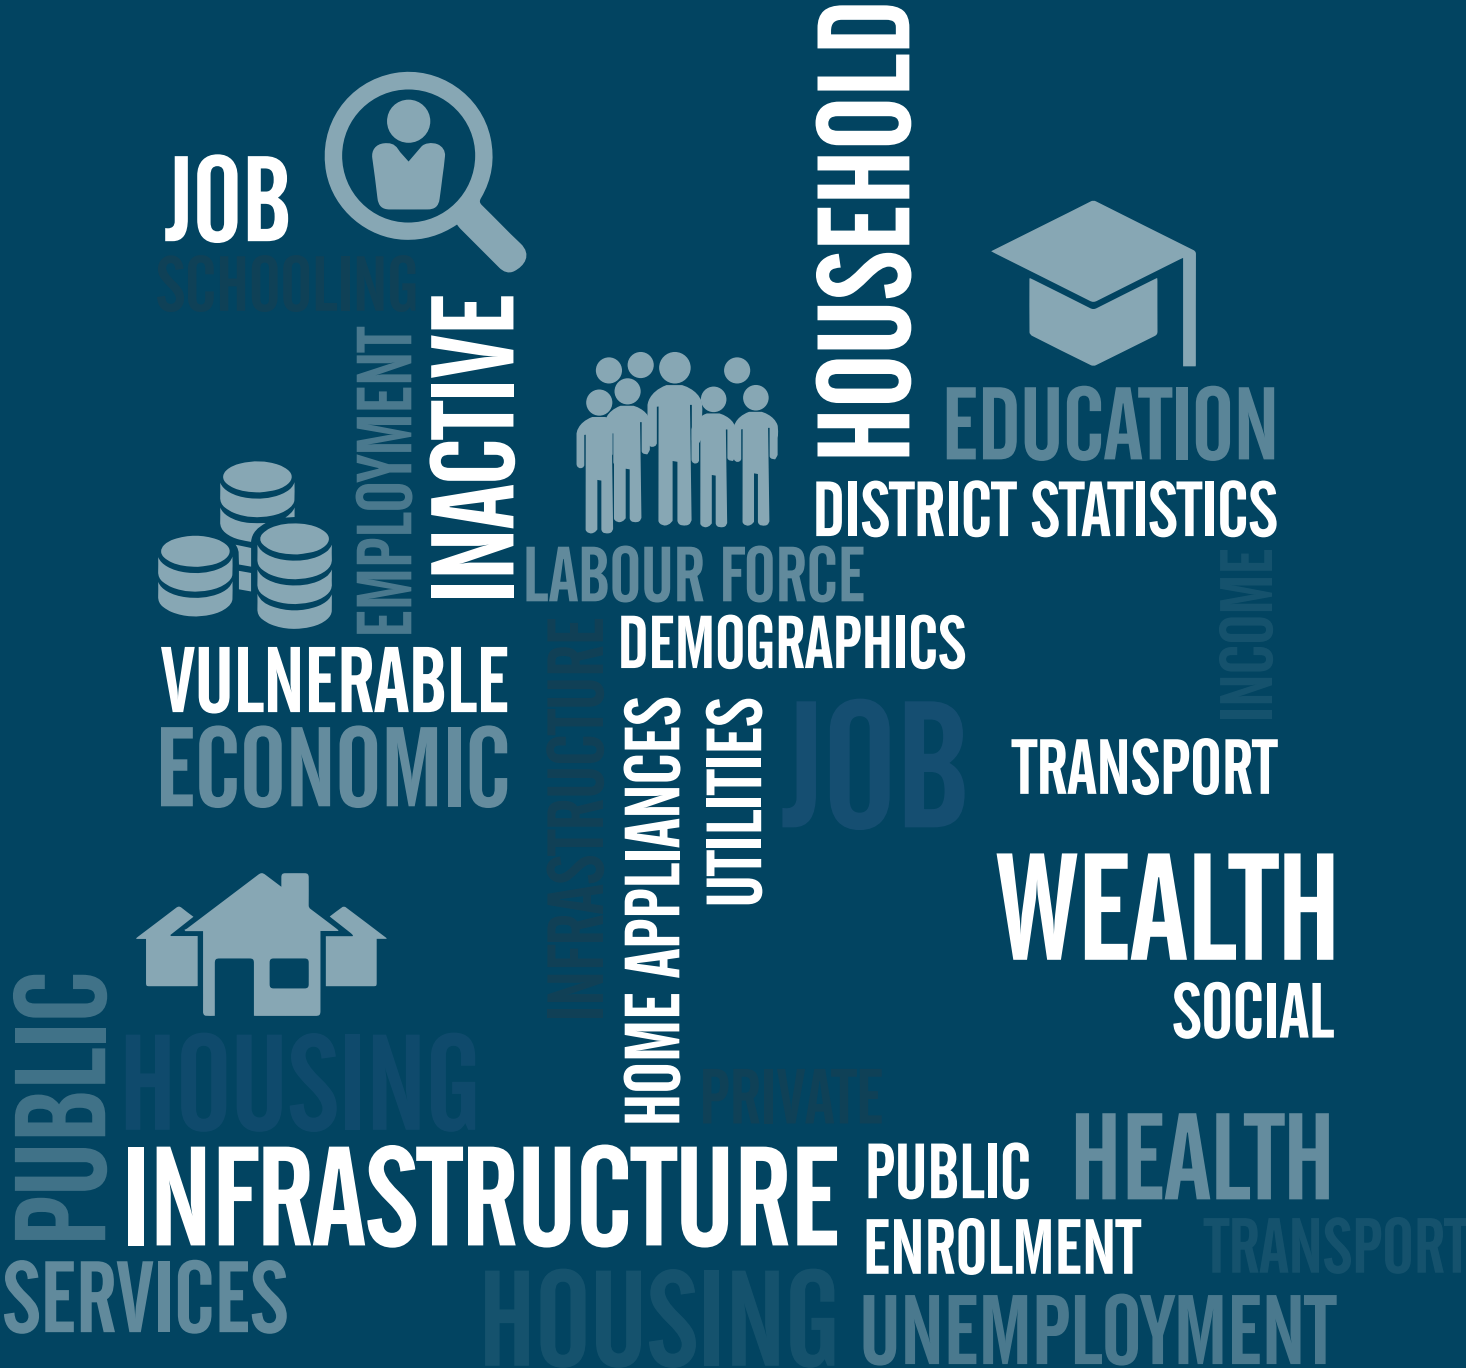 HOUSEHOLD
JOB
SCHOOLING
INACTIVE
EMPLOYMENT
EDUCATION
DISTRICT STATISTICS
LABOUR FORCE
INCOME
DEMOGRAPHICS
INFRASTRUCTURE
VULNERABLE
ECONOMIC
HOME APPLIANCES
UTILITIES
JOB
TRANSPORT
WEALTH
SOCIAL
PUBLIC
HOUSING
PRIVATE
INFRASTRUCTURE
PUBLIC
HEALTH
ENROLMENT
TRANSPORT
SERVICES
HOUSING
UNEMPLOYMENT